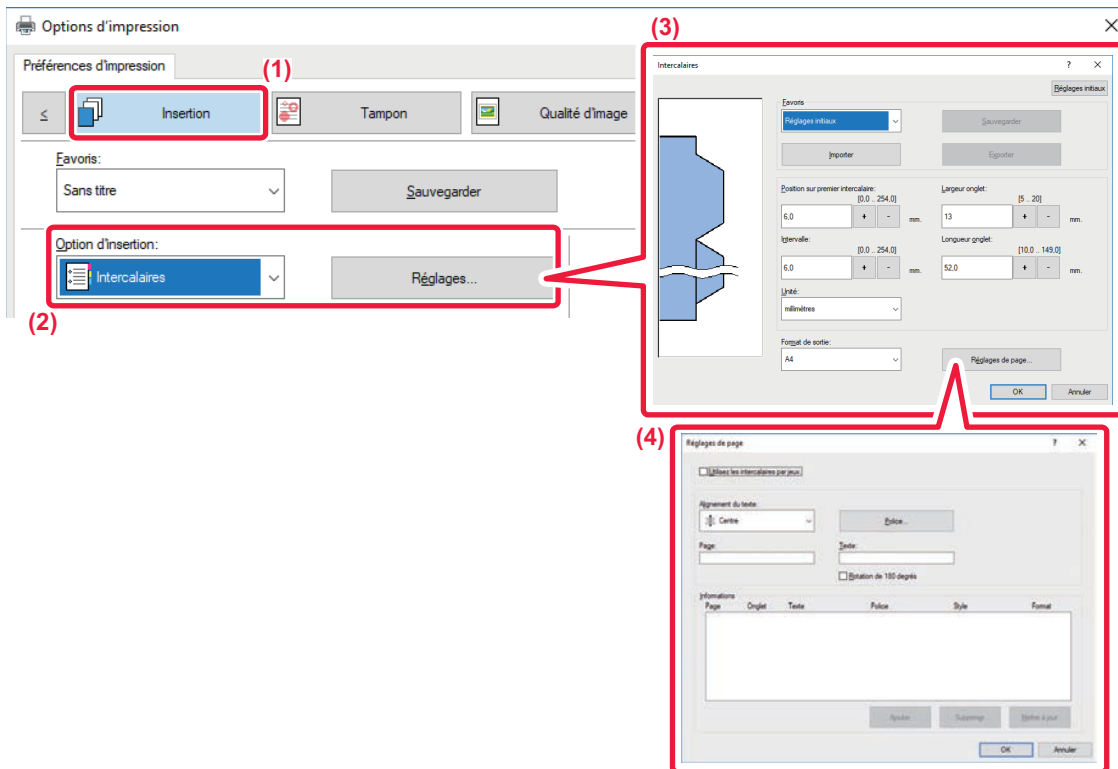 Options d'impression
Préférences d'impression
(1)
<
Insertion
Tampon
Qualité d'image
Favoris:
Sans titre
Sauvegarder
Option d'insertion:
Intercalaires
Réglages...
(2)
(3)
Intercalaires
?
Réglages initiaux
Favoris
Réglages initiaux
Sauvegarder
Importer
Exporter
Position sur premier intercalaire:
[0,0 .. 254,0]
6,0
+ -
mm.
Largeur onglet:
[5 .. 20]
13
+ -
mm.
Intervalle:
[0,0 .. 254,0]
6,0
+ -
mm.
Longueur onglet:
[10,0 .. 149,0]
52,0
+ -
mm.
Unité:
millimètres
Format de sortie:
A4
Réglages de page...
OK
Annuler
(4)
Réglages de page
?
Utilisez les intercalaires par jeux
Alignement du texte:
Centre
Police...
Page:
Texte:
Rotation de 180 degrés
Informations
Page Onglet Texte Police Style Format
Ajouter
Supprimer
Mettre à jour
OK
Annuler